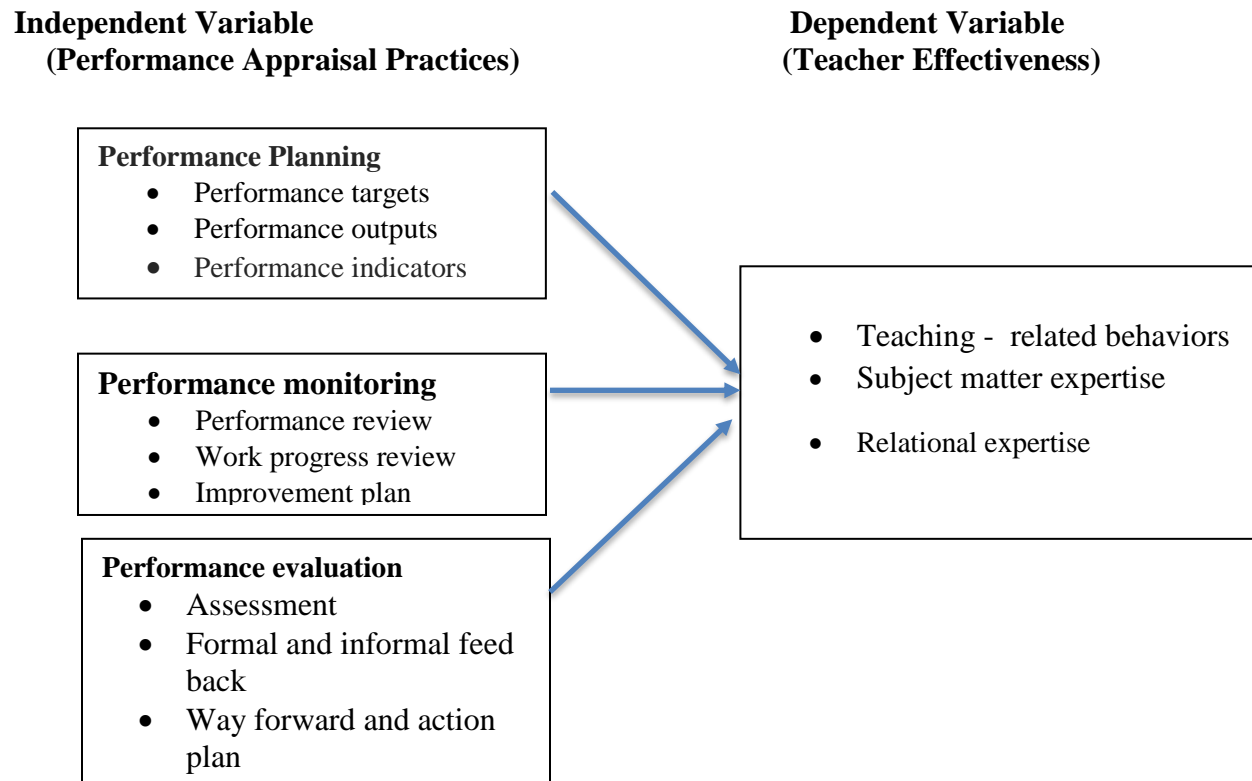 Independent Variable
(Performance Appraisal Practices)
Dependent Variable
(Teacher Effectiveness)
Performance Planning
• Performance targets
• Performance outputs
• Performance indicators
Performance monitoring
• Performance review
• Work progress review
• Improvement plan
Performance evaluation
• Assessment
• Formal and informal feed
back
• Way forward and action
plan
• Teaching - related behaviors
• Subject matter expertise
• Relational expertise